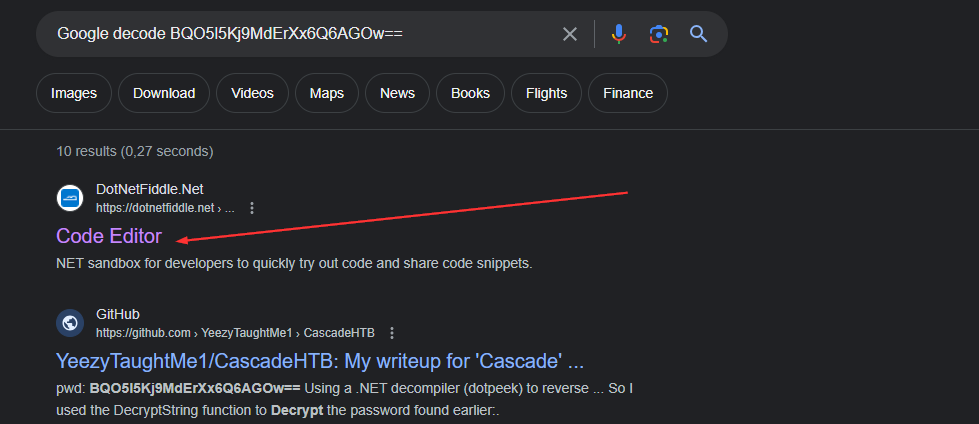 Google decode BQO5l5Kj9MdErXx6Q6AGOw==
Images Download Videos Maps News Books Flights Finance
10 results (0,27 seconds)
DotNetFiddle.Net
https://dotnetfiddle.net › ...
Code Editor
NET sandbox for developers to quickly try out code and share code snippets.
GitHub
https://github.com › YeezyTaughtMe1 › CascadeHTB
YeezyTaughtMe1/CascadeHTB: My writeup for 'Cascade' ...
pwd: BQO5l5Kj9MdErXx6Q6AGOw== Using a .NET decompiler (dotpeek) to reverse ... So I
used the DecryptString function to Decrypt the password found earlier:.